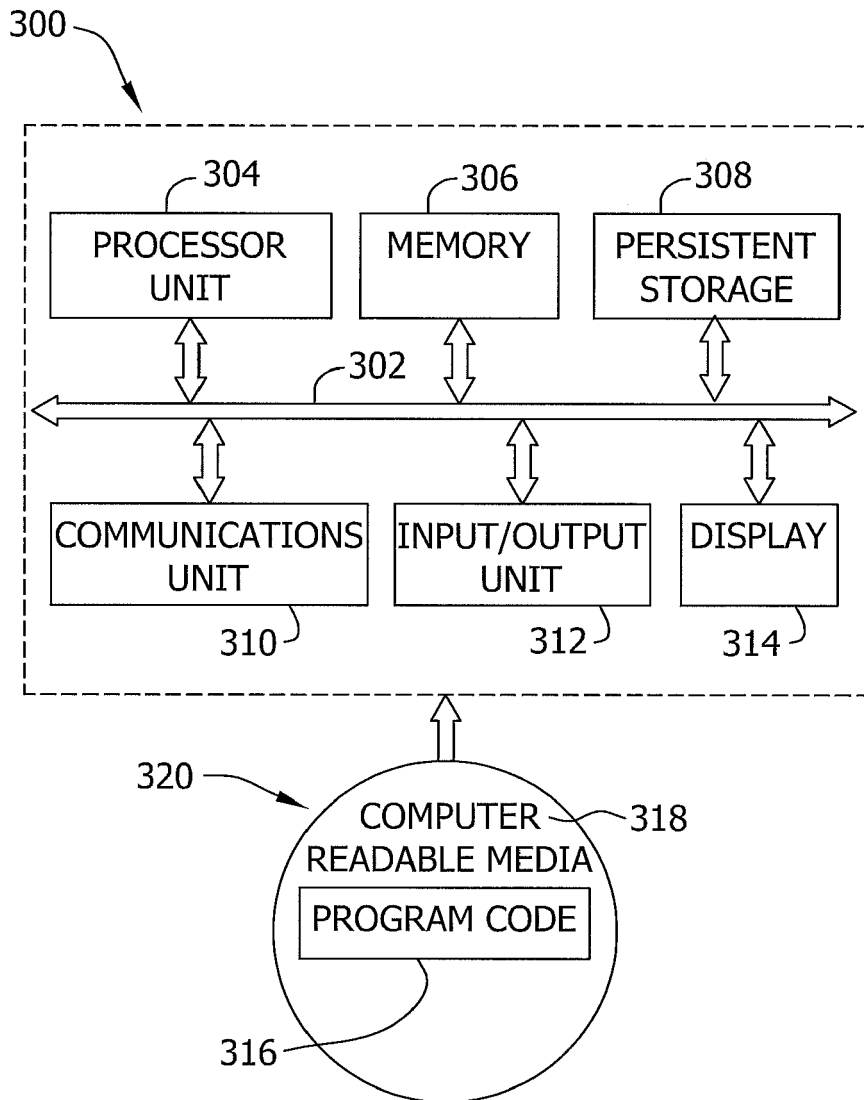 300
304
306
308
PROCESSOR
UNIT
MEMORY
PERSISTENT
STORAGE
302
COMMUNICATIONS
UNIT
INPUT/OUTPUT
UNIT
DISPLAY
310
312
314
320
COMPUTER
READABLE MEDIA
318
PROGRAM CODE
316